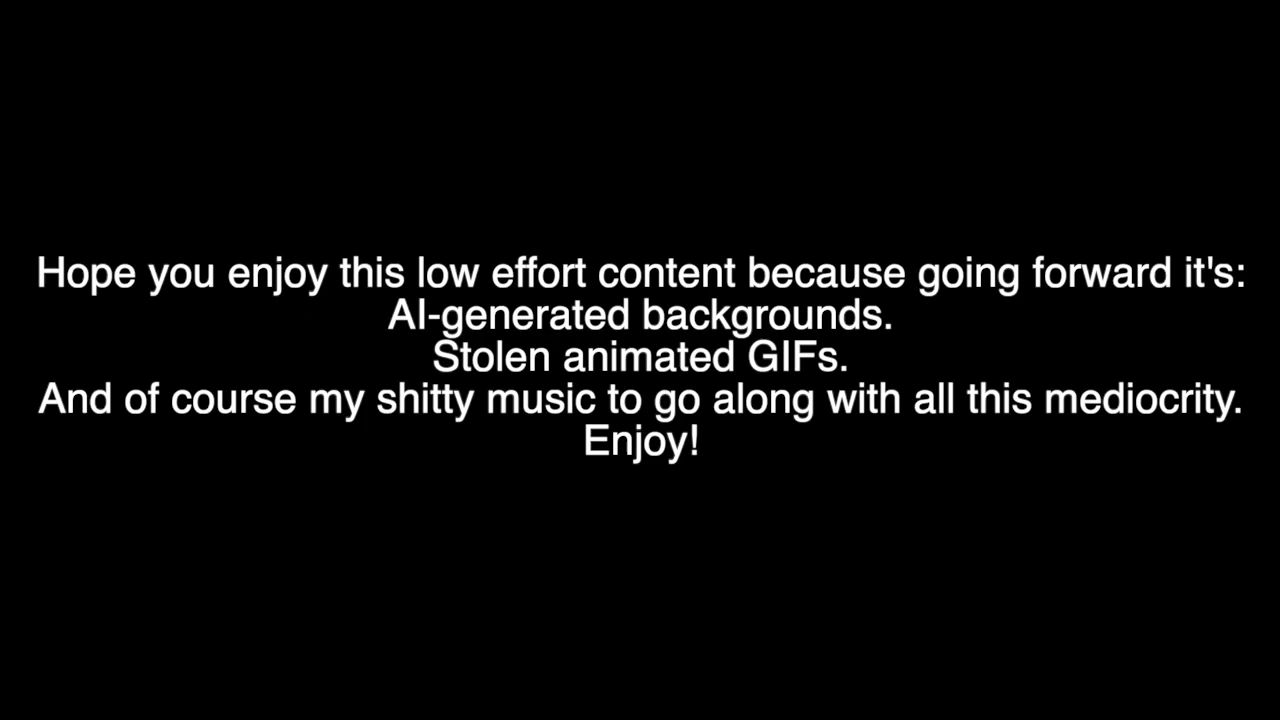 Hope you enjoy this low effort content because going forward it's:
AI-generated backgrounds.
Stolen animated GIFs.
And of course my shitty music to go along with all this mediocrity.
Enjoy!